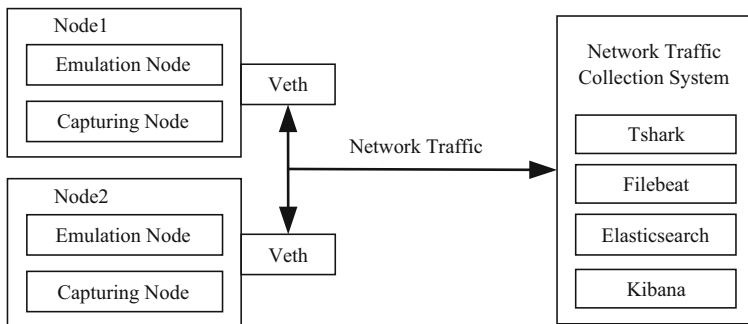 Node1
Emulation Node
Capturing Node
Veth
Network Traffic
Node2
Emulation Node
Capturing Node
Veth
Network Traffic
Collection System
Tshark
Filebeat
Elasticsearch
Kibana